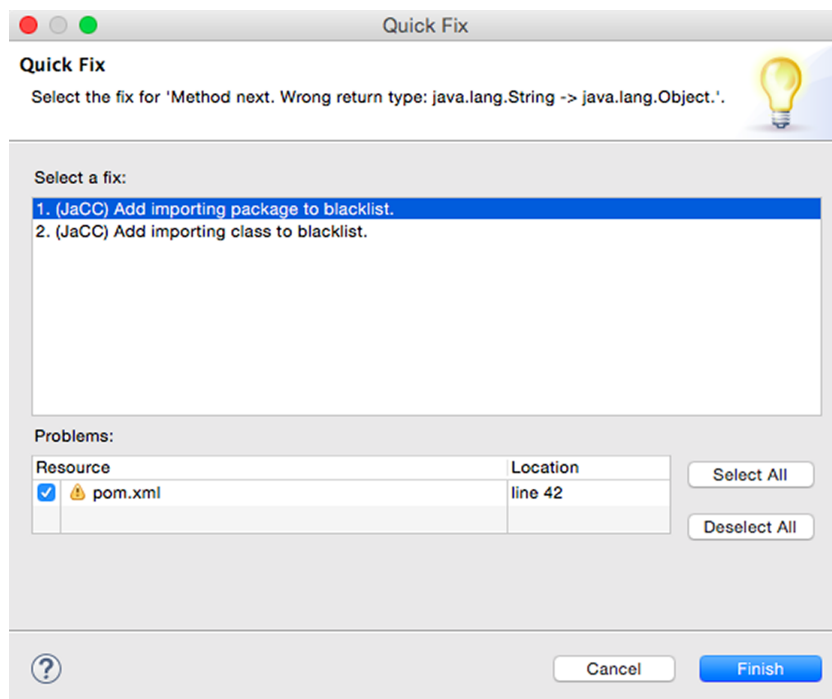 Quick Fix
Quick Fix
Select the fix for 'Method next. Wrong return type: java.lang.String -> java.lang.Object.'.
Select a fix:
1. (JaCC) Add importing package to blacklist.
2. (JaCC) Add importing class to blacklist.
Problems:
Resource Location
pom.xml line 42
Select All
Deselect All
? Cancel Finish